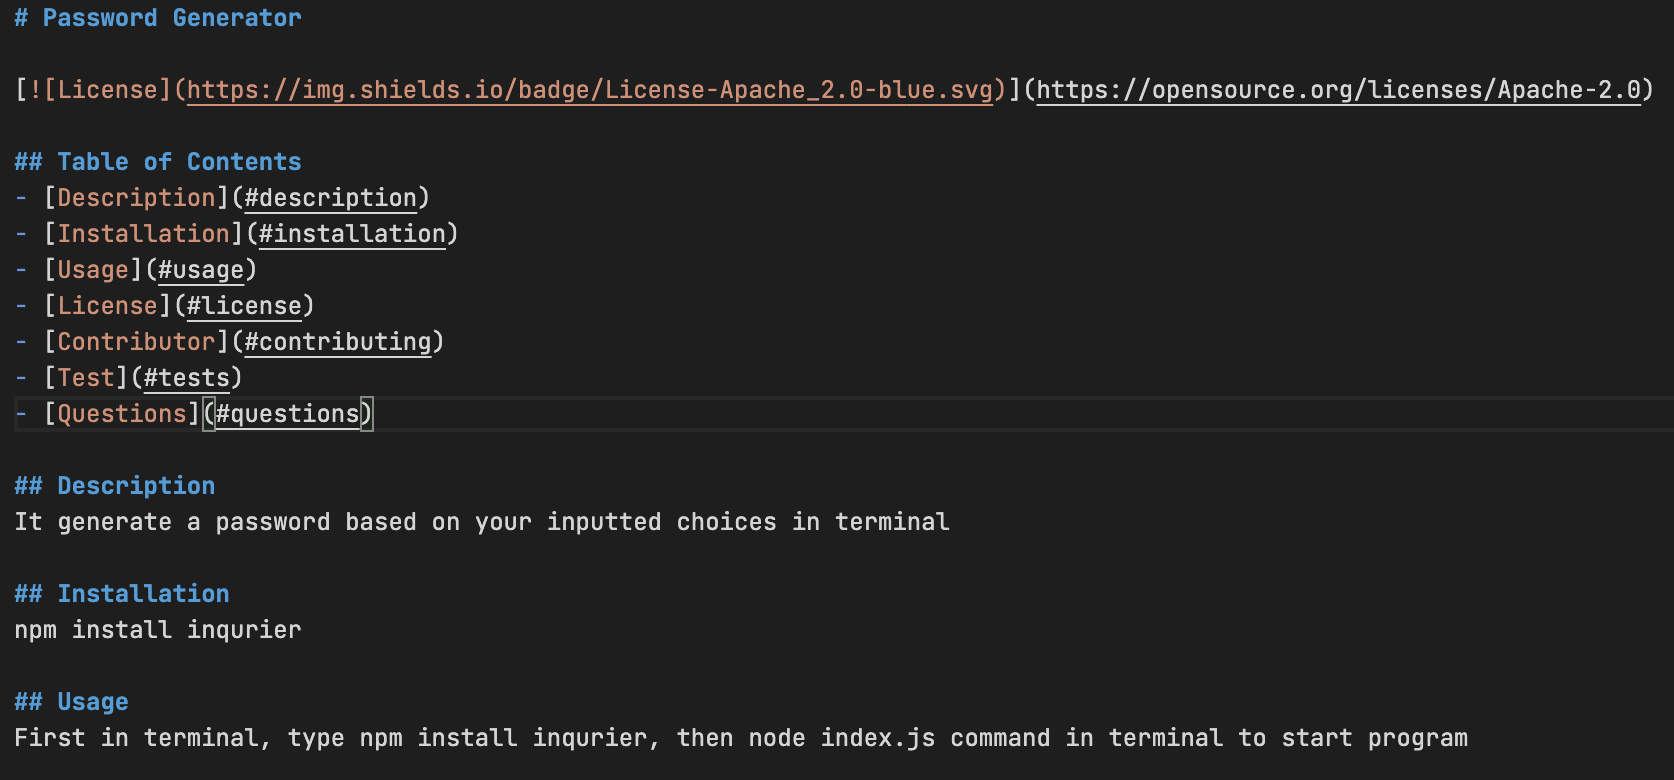 # Password Generator
[![License](https://img.shields.io/badge/License-Apache_2.0-blue.svg)](https://opensource.org/licenses/Apache-2.0)
## Table of Contents
- [Description](#description)
- [Installation](#installation)
- [Usage](#usage)
- [License](#license)
- [Contributor](#contributing)
- [Test](#tests)
- [Questions](#questions)
## Description
It generate a password based on your inputted choices in terminal
## Installation
npm install inqurier
## Usage
First in terminal, type npm install inqurier, then node index.js command in terminal to start program